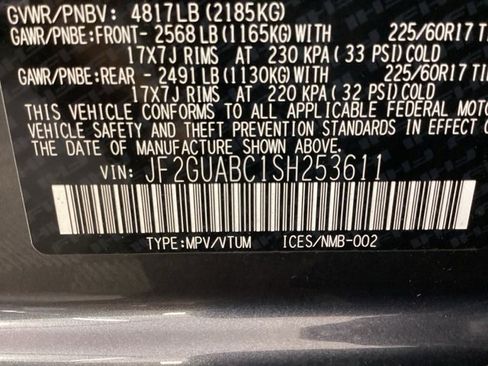 GVWR/PNBV: 4817LB (2185KG)
GAWR/PNBE:FRONT- 2568 LB (1165KG) 225/60R17
17X7J RIMS AT 230 KPA (33 PSI) COLD
GAWR/PNBE:REAR - 2491 LB (1130KG) 225/60R17
17X7J RIMS AT 220 KPA (32 PSI) COLD
THIS VEHICLE CONFORMS TO ALL APPLICABLE FEDERAL
VEHICLE SAFETY AND THEFT PREVENTION STANDARDS IN EFFECT
THE DATE OF MANUFACTURE SHOWN ABOVE.
VIN: JF2GUABC1SH253611
TYPE:MPV/VTUM ICES/NMB-002